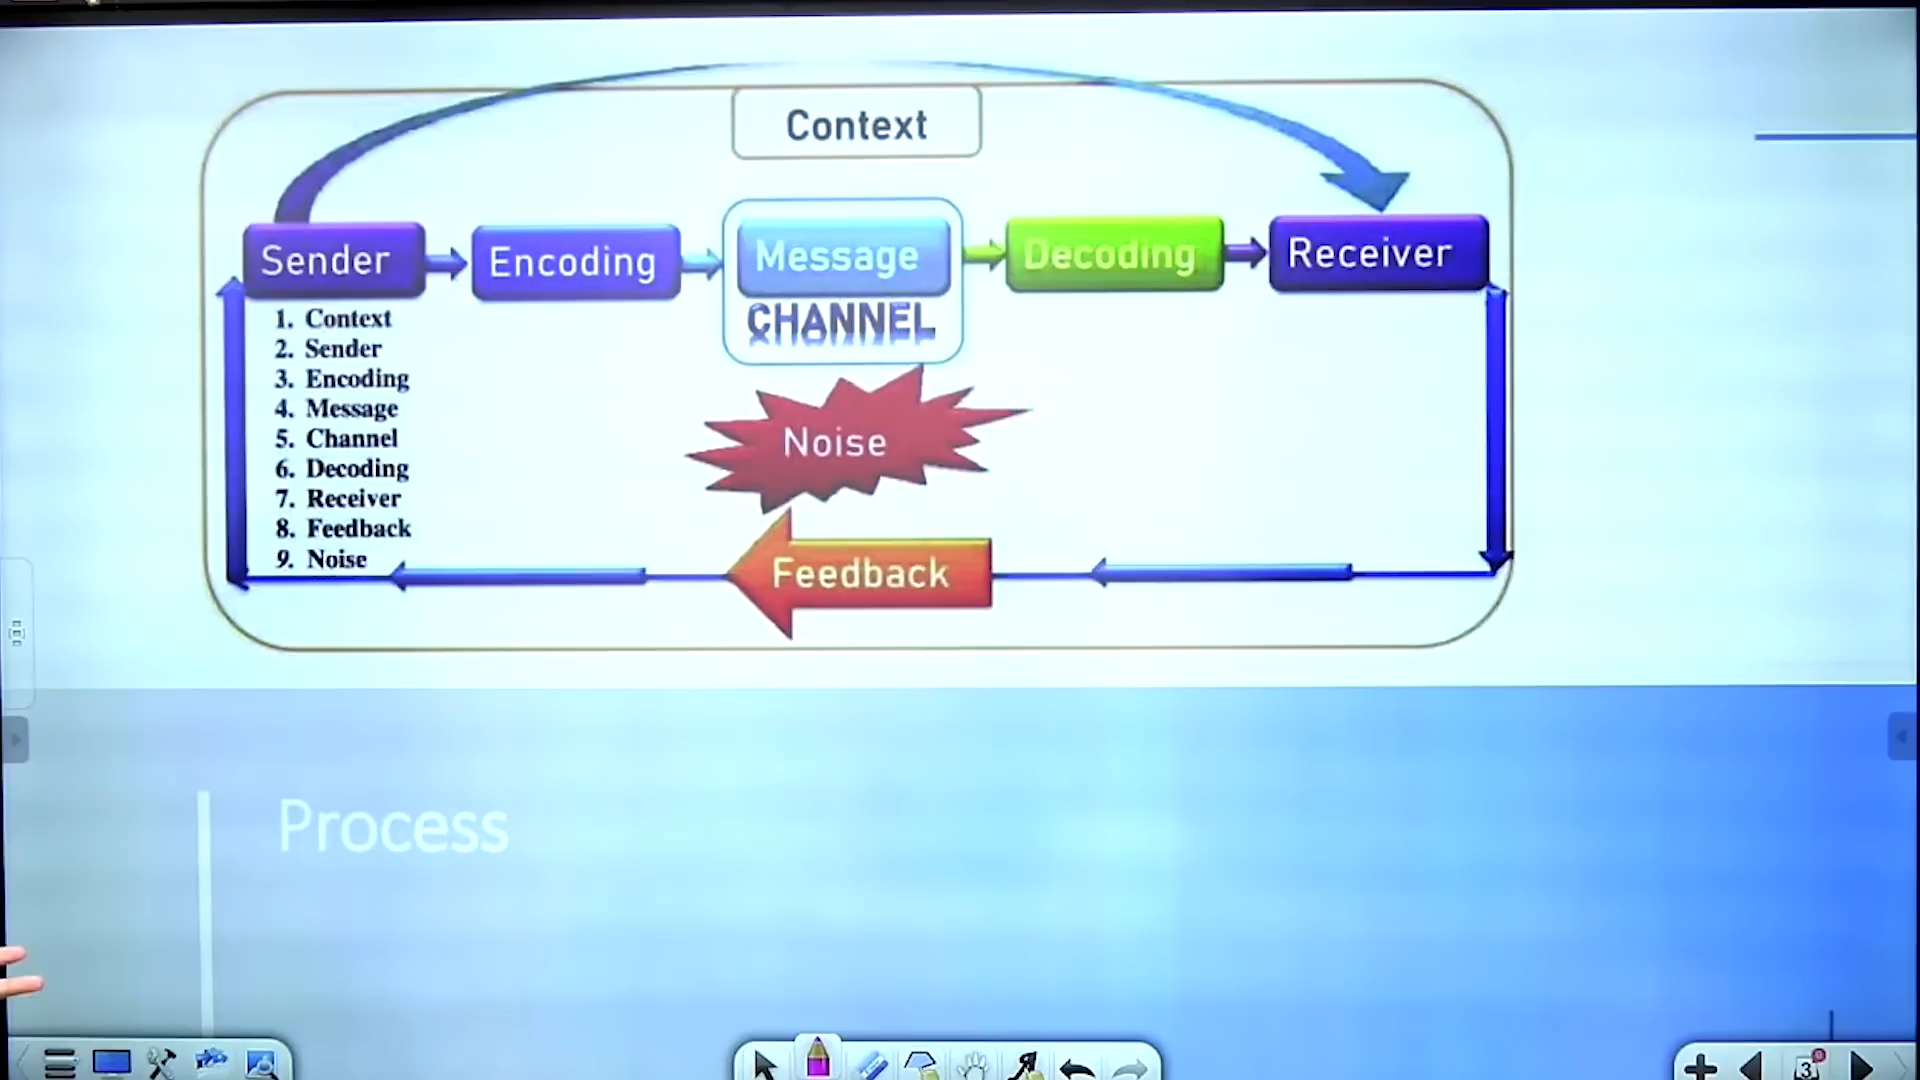 Context
Sender
Encoding
Message
Decoding
Receiver
CHANNEL
1. Context
2. Sender
3. Encoding
4. Message
5. Channel
6. Decoding
7. Receiver
8. Feedback
9. Noise
Noise
Feedback
Process
3